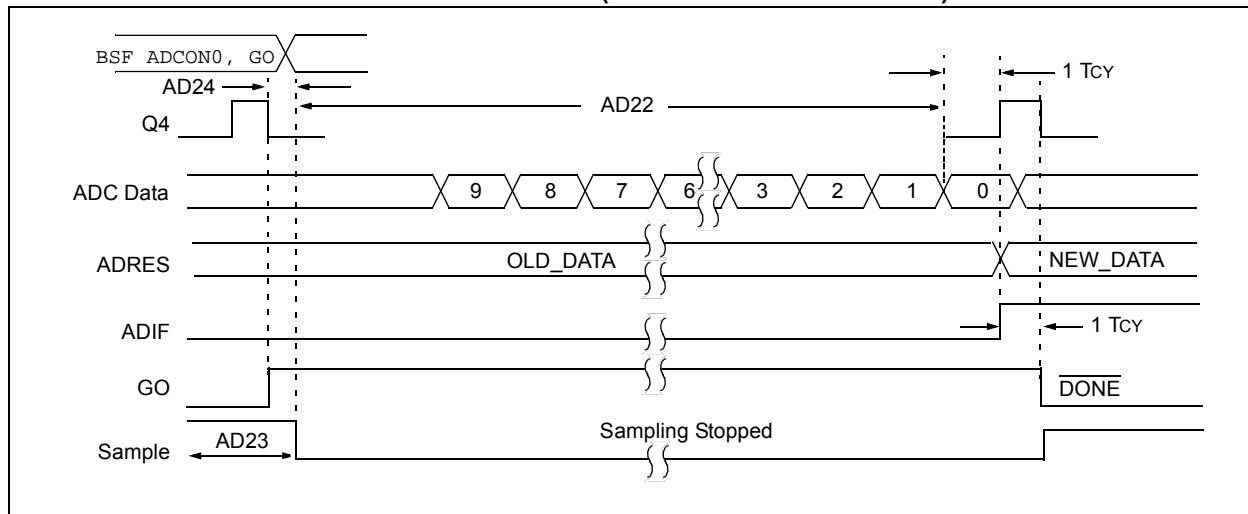 BSF ADCON0, GO
AD24
1 TCY
AD22
Q4
ADC Data
9 8 7 6 3 2 1 0
ADRES
OLD_DATA
NEW_DATA
ADIF
1 TCY
GO
DONE
Sampling Stopped
AD23
Sample